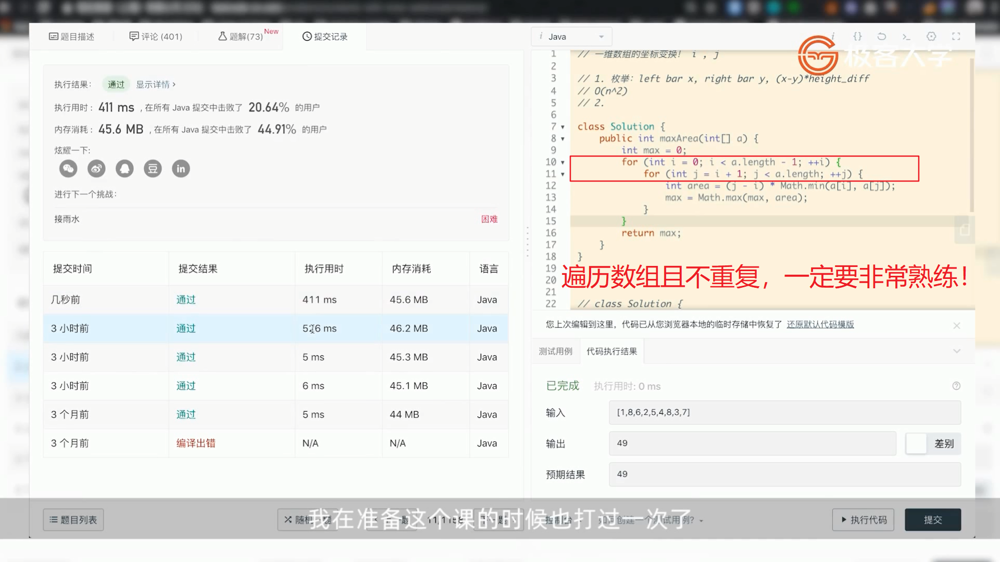 题目描述
评论 (401)
题解(73)
New
提交记录
执行结果：
通过
显示详情 ›
执行用时 : 411 ms , 在所有 Java 提交中击败了 20.64% 的用户
内存消耗 : 45.6 MB , 在所有 Java 提交中击败了 44.91% 的用户
炫耀一下:
豆
in
进行下一个挑战:
接雨水
困难
提交时间 提交结果 执行用时 内存消耗 语言
几秒前 通过 411 ms 45.6 MB Java
3 小时前 通过 ms 46.2 MB Java
3 小时前 通过 5 ms 45.3 MB Java
3 小时前 通过 6 ms 45.1 MB Java
3 个月前 通过 5 ms 44 MB Java
3 个月前 编译出错 N/A N/A Java
题目列表
i Java
极客大学
1 // 一维数组的坐标变换！ i , j
2
3 // 1. 枚举: left bar x, right bar y, (x-y)*height_diff
4 // O(n^2)
5 // 2.
6
7 class Solution {
8 public int maxArea(int[] a) {
9 int max = 0;
10 for (int i = 0; i < a.length - 1; ++i) {
11 for (int j = i + 1; j < a.length; ++j) {
12 int area = (j - i) * Math.min(a[i], a[j]);
13 max = Math.max(max, area);
14 }
15 }
16 return max;
17 }
18 }
19
20
21
22 // class Solution {
遍历数组且不重复，一定要非常熟练！
您上次编辑到这里，代码已从您浏览器本地的临时存储中恢复了 还原默认代码模版
测试用例
代码执行结果
已完成 执行用时: 0 ms
输入 [1,8,6,2,5,4,8,3,7]
输出 49
差别
预期结果 49
我在准备这个课的时候也打过一次了
执行代码
提交